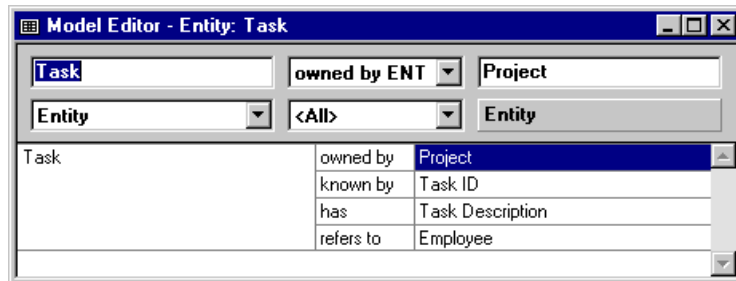 Model Editor - Entity: Task
Task owned by ENT Project
Entity <All> Entity
Task owned by Project
known by Task ID
has Task Description
refers to Employee